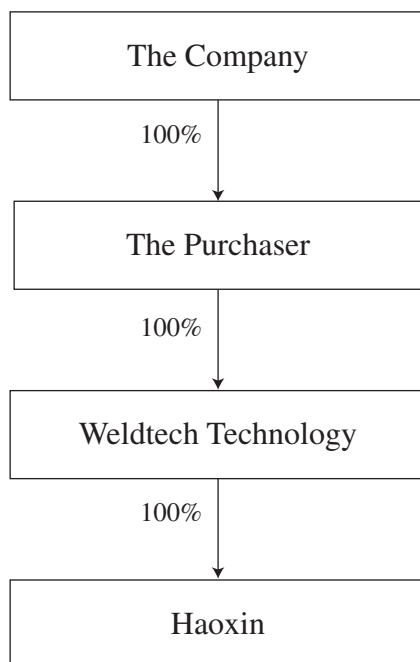 The Company
100%
The Purchaser
100%
Weldtech Technology
100%
Haoxin